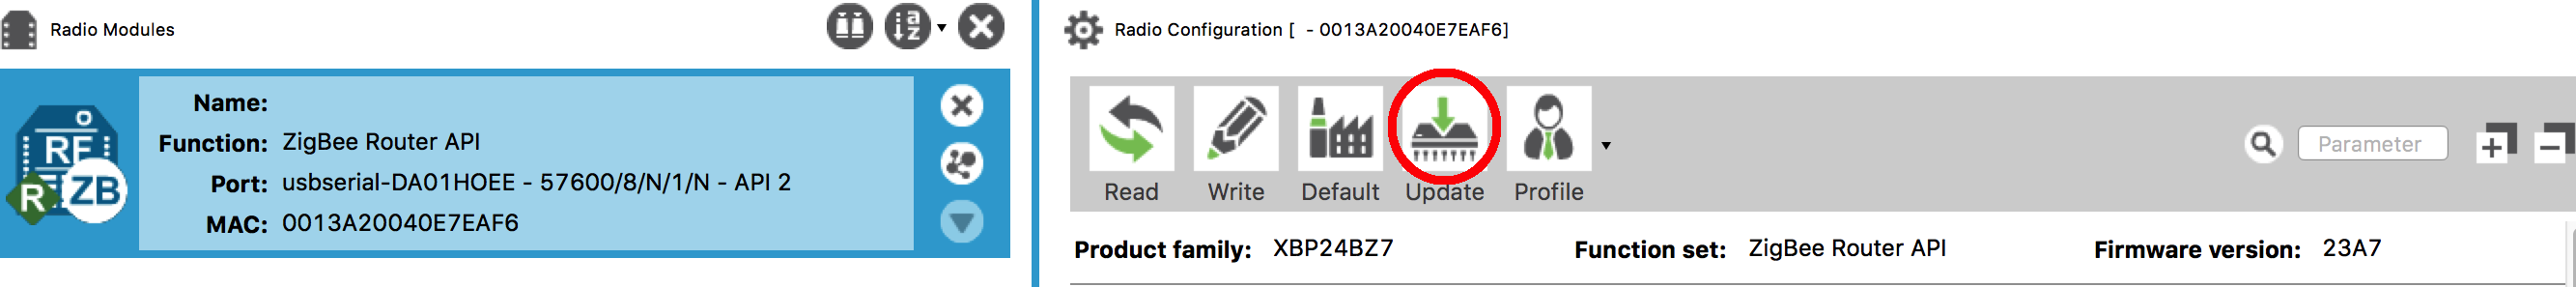 Radio Modules
Name:
Function: ZigBee Router API
Port: usbserial-DA01HOEE - 57600/8/N/1/N - API 2
MAC: 0013A20040E7EAF6
RF
R ZB
Radio Configuration [  - 0013A20040E7EAF6]
Read Write Default Update Profile
Parameter
Product family: XBP24BZ7 Function set: ZigBee Router API Firmware version: 23A7